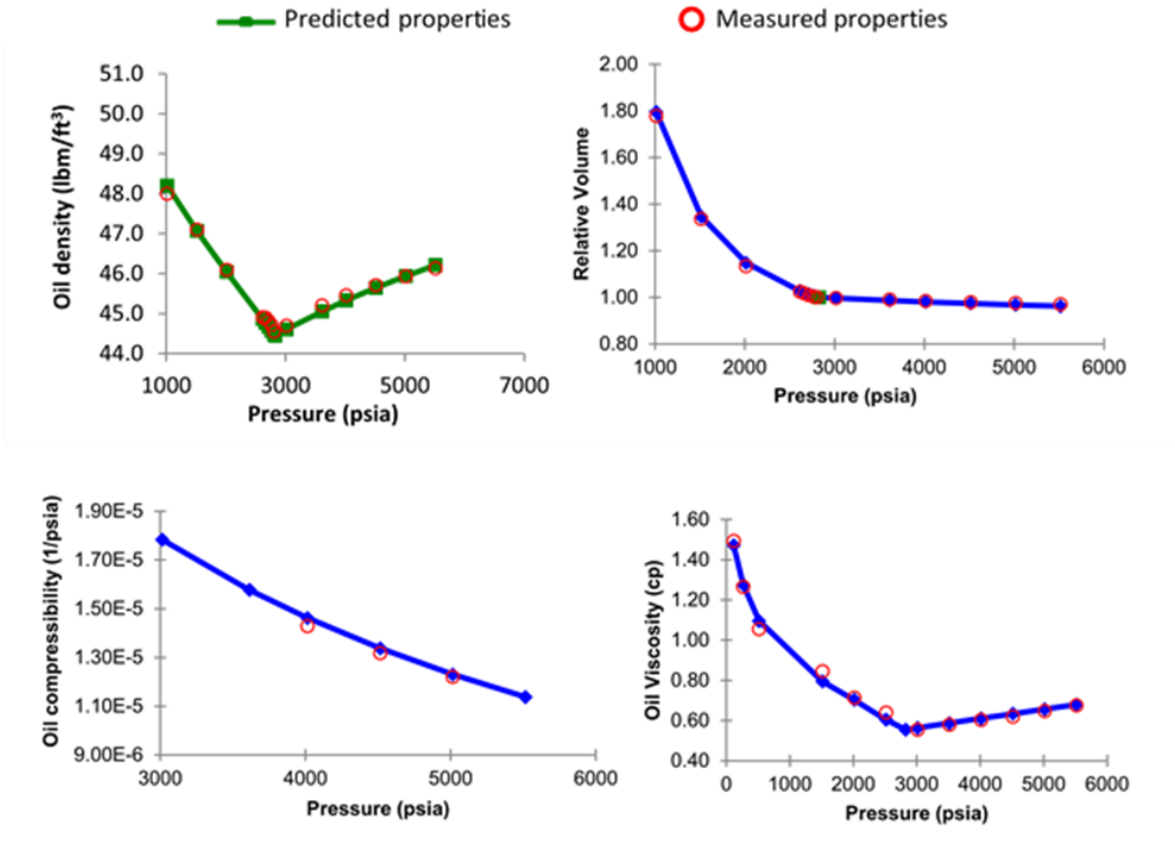 Predicted properties
Measured properties
Oil density (lbm/ft³)
51.0
50.0
49.0
48.0
47.0
46.0
45.0
44.0
1000 3000 5000 7000
Pressure (psia)
Relative Volume
2.00
1.80
1.60
1.40
1.20
1.00
0.80
1000 2000 3000 4000 5000 6000
Pressure (psia)
Oil compressibility (1/psia)
1.90E-5
1.70E-5
1.50E-5
1.30E-5
1.10E-5
9.00E-6
3000 4000 5000 6000
Pressure (psia)
Oil Viscosity (cp)
1.60
1.40
1.20
1.00
0.80
0.60
0.40
0 1000 2000 3000 4000 5000 6000
Pressure (psia)